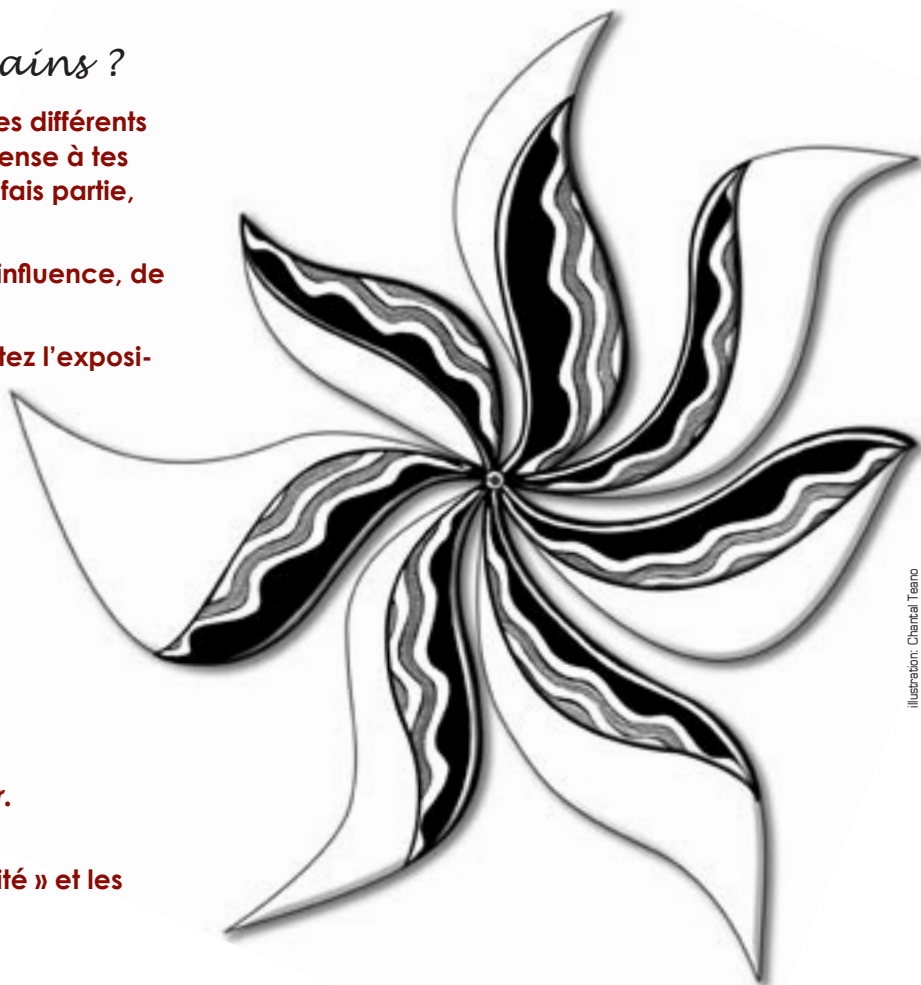 ains ?
es différents
ense à tes
fais partie,
influence, de
tez l'exposi-
r.
ité » et les
illustration: Chantal Teano